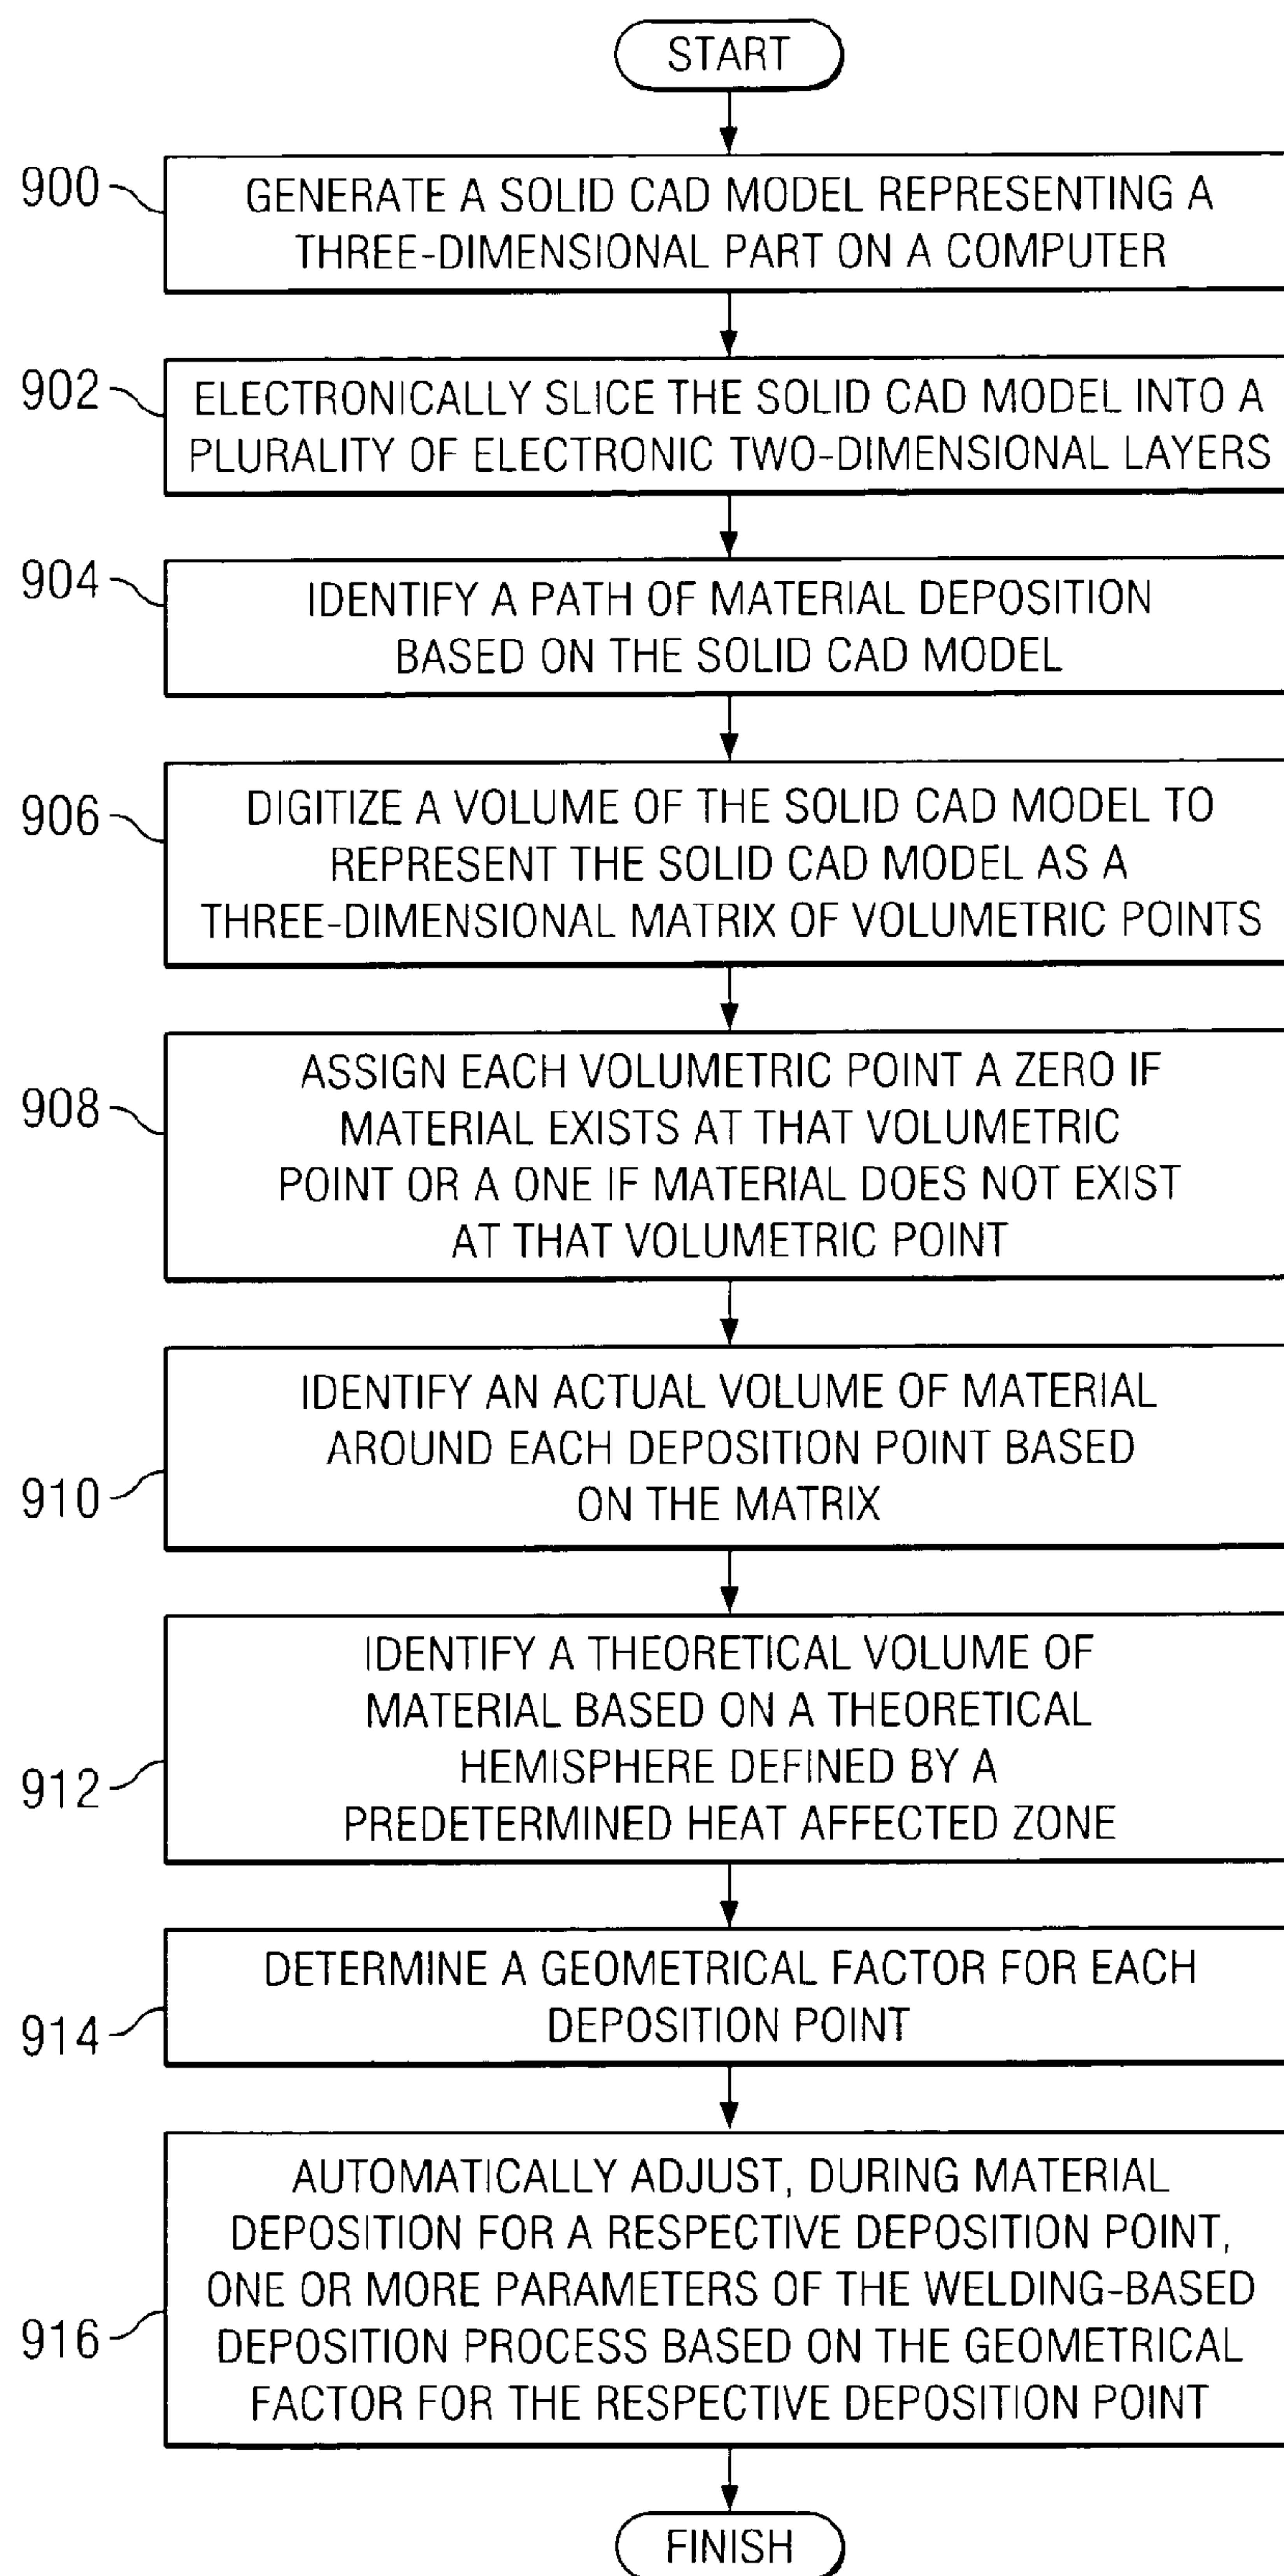 START
900
GENERATE A SOLID CAD MODEL REPRESENTING A
THREE-DIMENSIONAL PART ON A COMPUTER
902
ELECTRONICALLY SLICE THE SOLID CAD MODEL INTO A
PLURALITY OF ELECTRONIC TWO-DIMENSIONAL LAYERS
904
IDENTIFY A PATH OF MATERIAL DEPOSITION
BASED ON THE SOLID CAD MODEL
906
DIGITIZE A VOLUME OF THE SOLID CAD MODEL TO
REPRESENT THE SOLID CAD MODEL AS A
THREE-DIMENSIONAL MATRIX OF VOLUMETRIC POINTS
908
ASSIGN EACH VOLUMETRIC POINT A ZERO IF
MATERIAL EXISTS AT THAT VOLUMETRIC
POINT OR A ONE IF MATERIAL DOES NOT EXIST
AT THAT VOLUMETRIC POINT
910
IDENTIFY AN ACTUAL VOLUME OF MATERIAL
AROUND EACH DEPOSITION POINT BASED
ON THE MATRIX
912
IDENTIFY A THEORETICAL VOLUME OF
MATERIAL BASED ON A THEORETICAL
HEMISPHERE DEFINED BY A
PREDETERMINED HEAT AFFECTED ZONE
914
DETERMINE A GEOMETRICAL FACTOR FOR EACH
DEPOSITION POINT
916
AUTOMATICALLY ADJUST, DURING MATERIAL
DEPOSITION FOR A RESPECTIVE DEPOSITION POINT,
ONE OR MORE PARAMETERS OF THE WELDING-BASED
DEPOSITION PROCESS BASED ON THE GEOMETRICAL
FACTOR FOR THE RESPECTIVE DEPOSITION POINT
FINISH